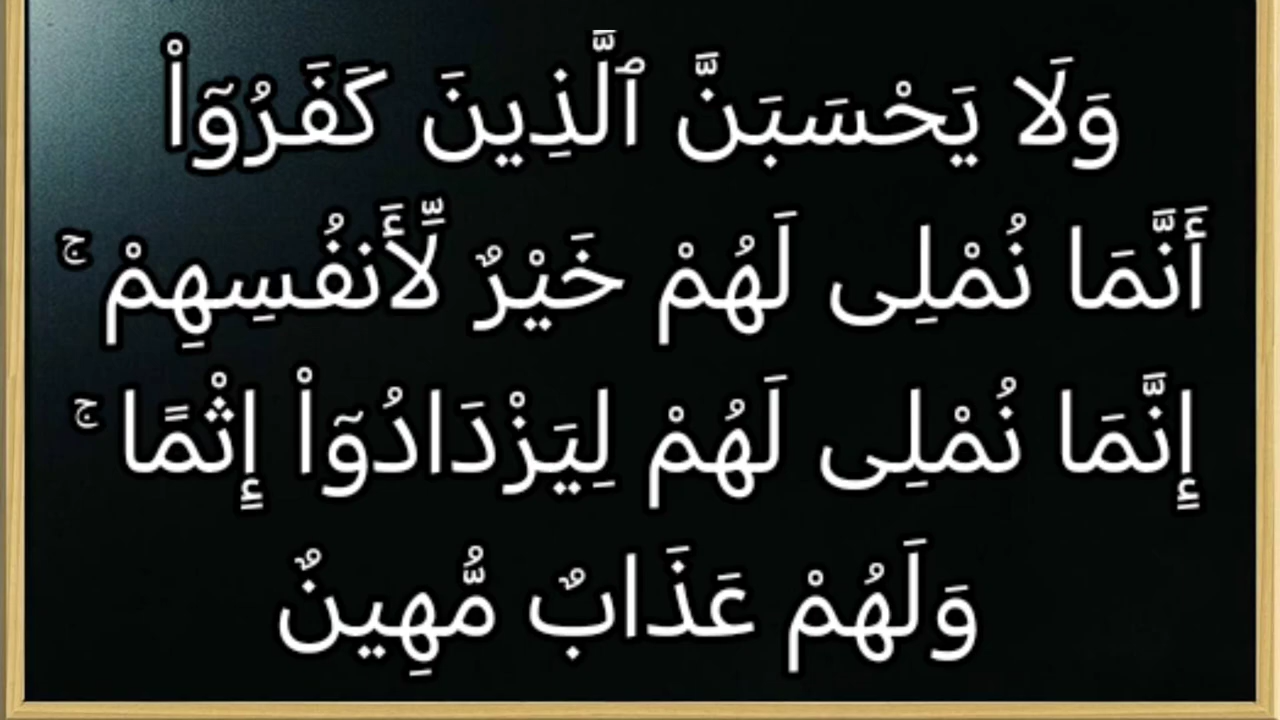 وَلَا يَحْسَبَنَّ ٱلَّذِينَ كَفَرُوٓا۟
أَنَّمَا نُمْلِى لَهُمْ خَيْرٌ لِّأَنفُسِهِمْ ۚ
إِنَّمَا نُمْلِى لَهُمْ لِيَزْدَادُوٓا۟ إِثْمًا ۚ
وَلَهُمْ عَذَابٌ مُّهِينٌ